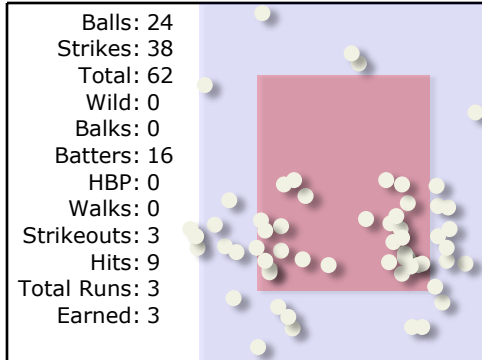 Balls: 24
Strikes: 38
Total: 62
Wild: 0
Balks: 0
Batters: 16
HBP: 0
Walks: 0
Strikeouts: 3
Hits: 9
Total Runs: 3
Earned: 3